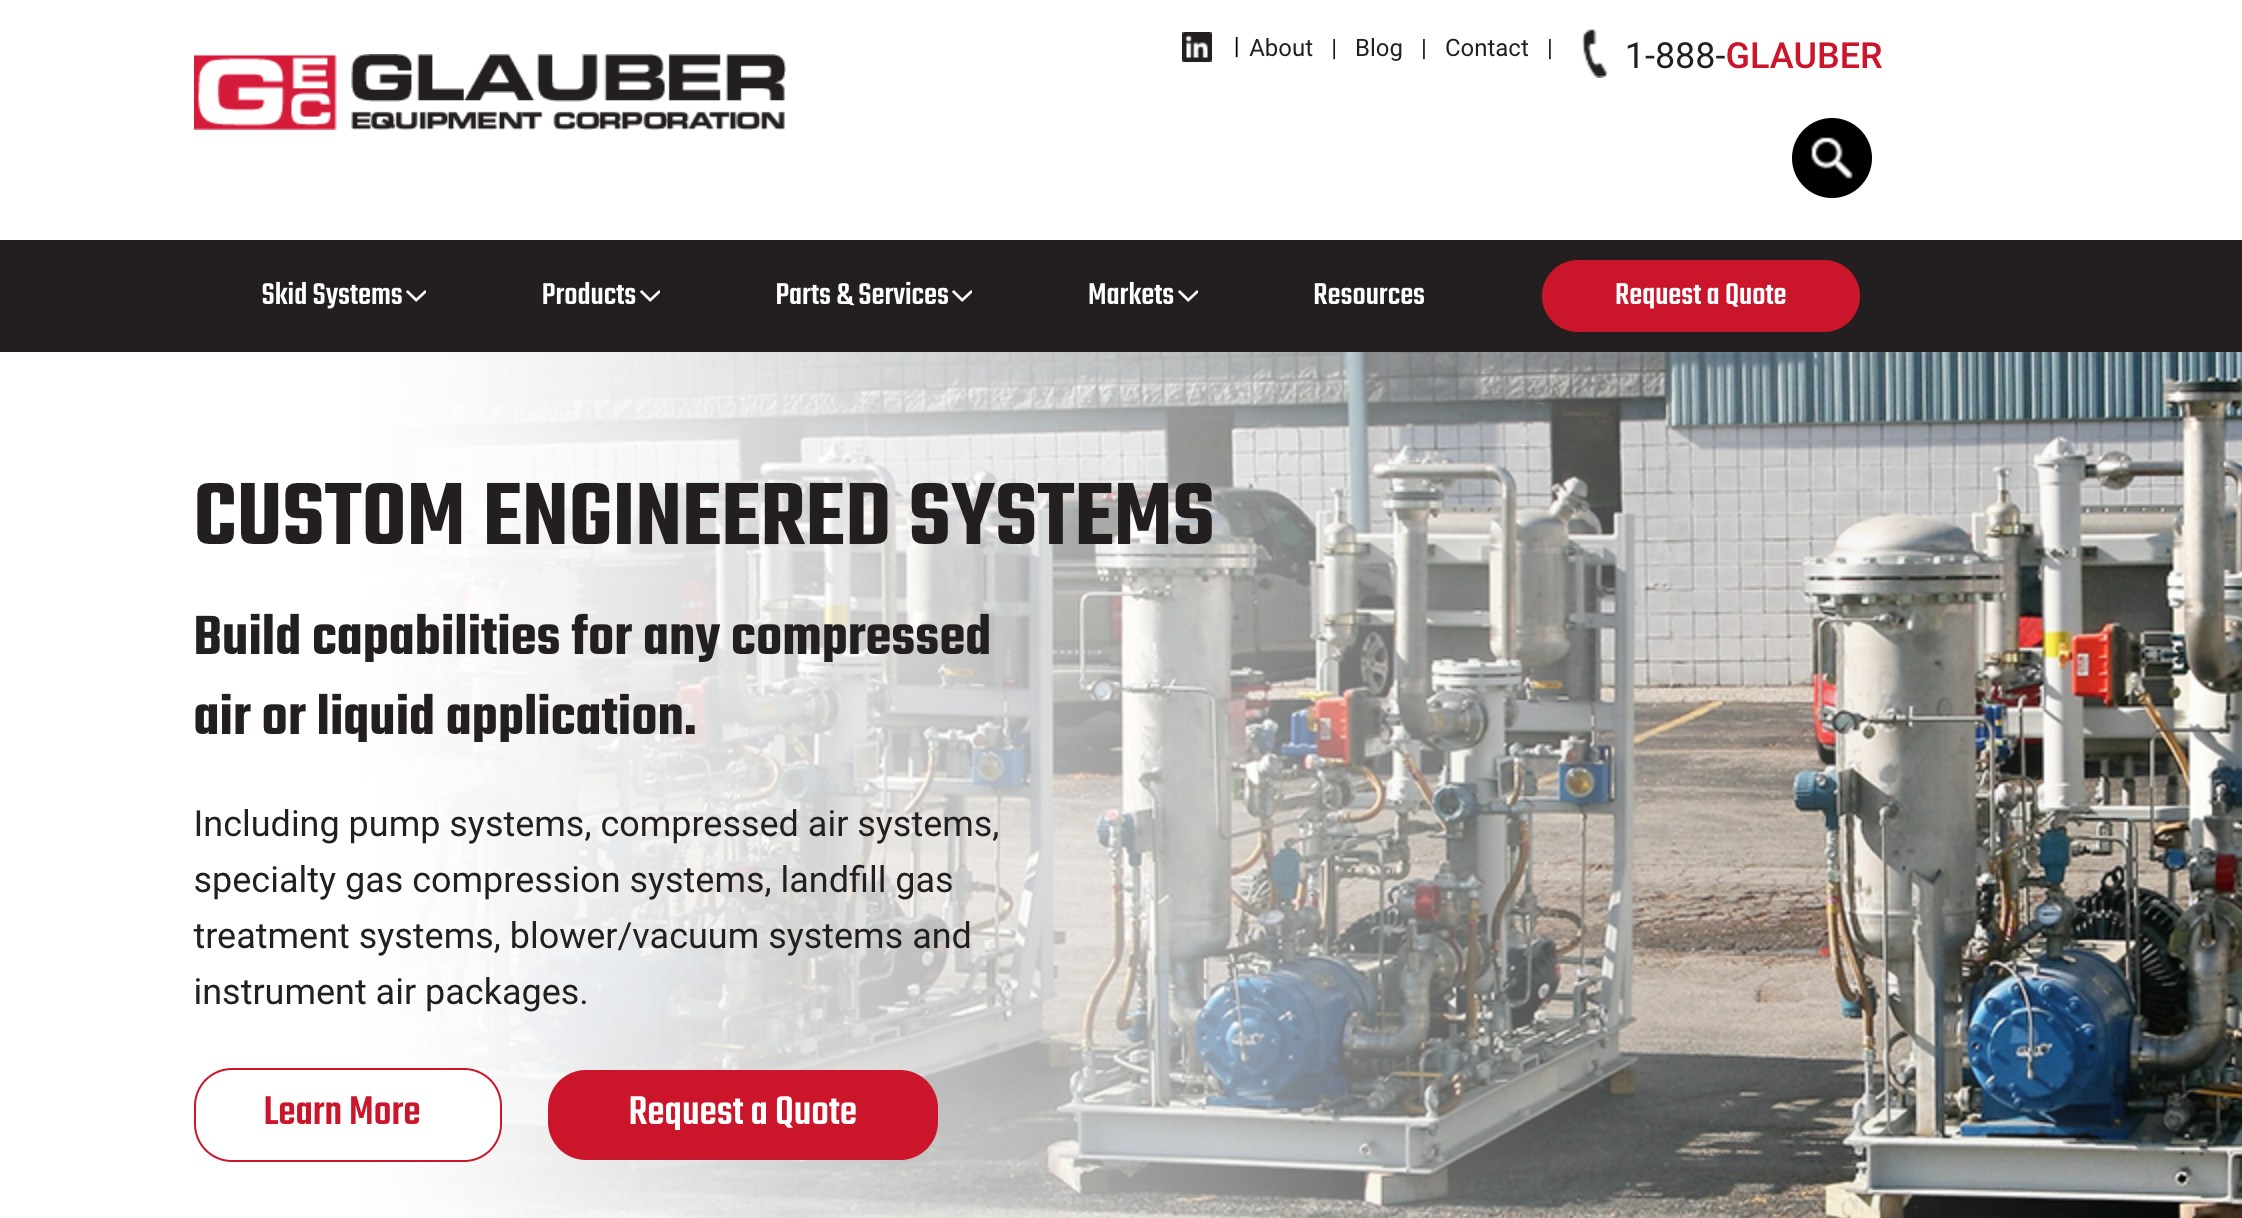 GEC GLAUBER
EQUIPMENT CORPORATION
in | About | Blog | Contact | 1-888-GLAUBER
Skid Systems Products Parts & Services Markets Resources Request a Quote
CUSTOM ENGINEERED SYSTEMS
Build capabilities for any compressed
air or liquid application.
Including pump systems, compressed air systems,
specialty gas compression systems, landfill gas
treatment systems, blower/vacuum systems and
instrument air packages.
Learn More Request a Quote